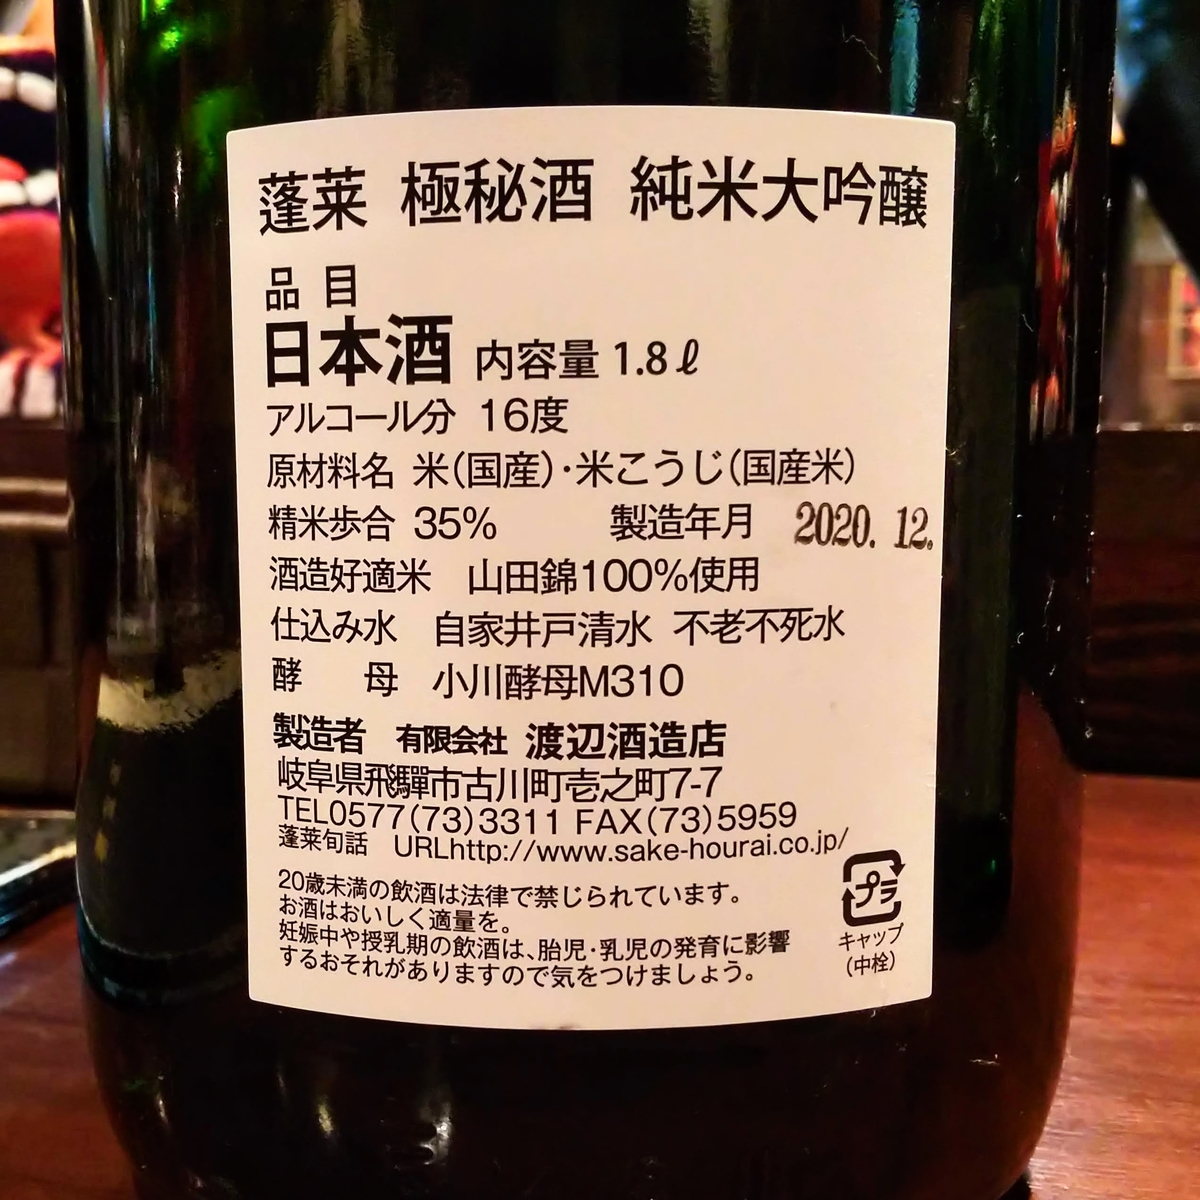 蓬莱 極秘酒 純米大吟醸
品目
日本酒 内容量 1.8ℓ
アルコール分 16度
原材料名 米(国産)・米こうじ(国産米)
精米歩合 35% 製造年月 2020. 12.
酒造好適米 山田錦100%使用
仕込み水 自家井戸清水 不老不死水
酵母 小川酵母M310
製造者 有限会社 渡辺酒造店
岐阜県飛騨市古川町壱之町7-7
TEL0577(73)3311 FAX(73)5959
蓬莱旬話 URLhttp://www.sake-hourai.co.jp/
20歳未満の飲酒は法律で禁じられています。
お酒はおいしく適量を。
妊娠中や授乳期の飲酒は、胎児・乳児の発育に影響
するおそれがありますので気をつけましょう。
プラ
キャップ
(中栓)